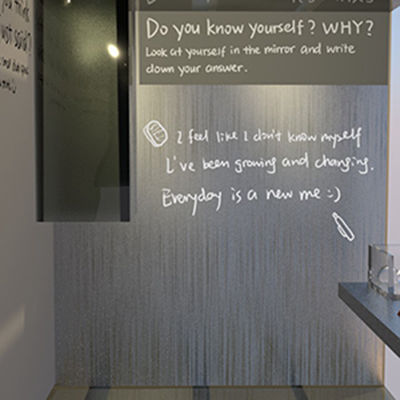 Do you know yourself? WHY?
Look at yourself in the mirror and write
down your answer.
I feel like I don't know myself
I've been growing and changing.
Everyday is a new me :)